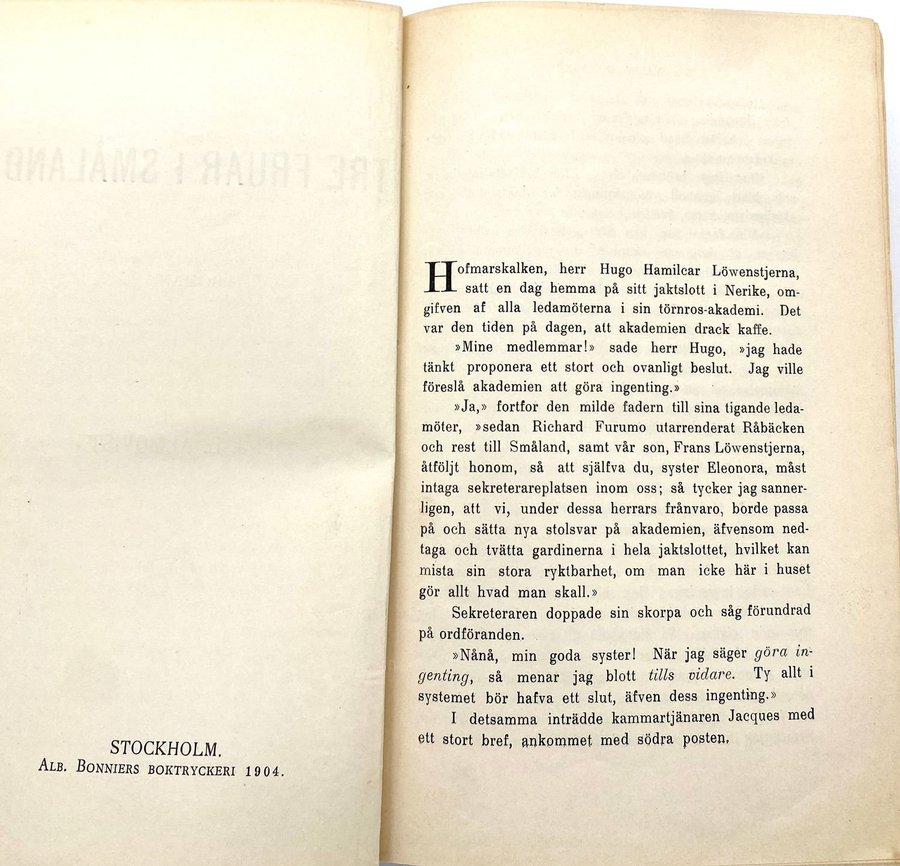 STOCKHOLM.
ALB. BONNIERS BOKTRYCKERI 1904.
Hofmarskalken, herr Hugo Hamilcar Löwenstjerna,
satt en dag hemma på sitt jaktslott i Nerike, om-
gifven af alla ledamöterna i sin törnros-akademi. Det
var den tiden på dagen, att akademien drack kaffe.
»Mine medlemmar!» sade herr Hugo, »jag hade
tänkt proponera ett stort och ovanligt beslut. Jag ville
föreslå akademien att göra ingenting.»
»Ja,» fortfor den milde fadern till sina tigande leda-
möter, »sedan Richard Furumo utarrenderat Råbäcken
och rest till Småland, samt vår son, Frans Löwenstjerna,
åtföljt honom, så att själfva du, syster Eleonora, måst
intaga sekreterareplatsen inom oss; så tycker jag sanner-
ligen, att vi, under dessa herrars frånvaro, borde passa
på och sätta nya stolsvar på akademien, äfvensom ned-
taga och tvätta gardinerna i hela jaktslottet, hvilket kan
mista sin stora ryktbarhet, om man icke här i huset
gör allt hvad man skall.»
Sekreteraren doppade sin skorpa och såg förundrad
på ordföranden.
»Nånå, min goda syster! När jag säger göra in-
genting, så menar jag blott tills vidare. Ty allt i
systemet bör hafva ett slut, äfven dess ingenting.»
I detsamma inträdde kammartjänaren Jacques med
ett stort bref, ankommet med södra posten.